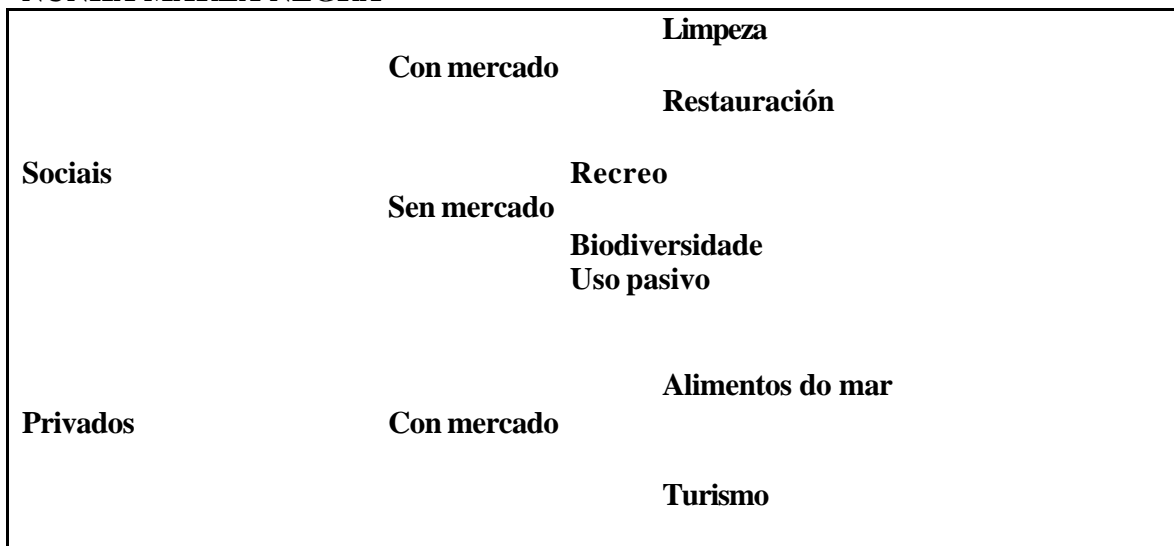 Limpeza
Con mercado
Restauración
Sociais Recreo
Sen mercado
Biodiversidade
Uso pasivo
Alimentos do mar
Privados Con mercado
Turismo